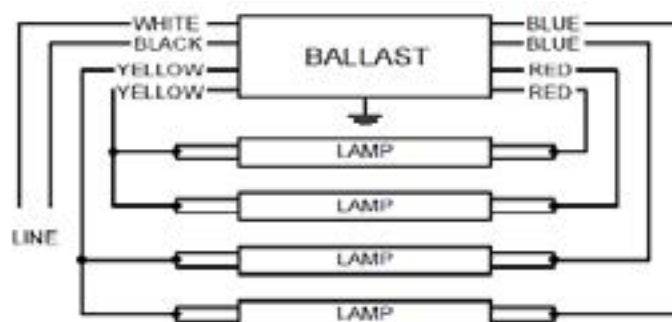 WHITE BLUE
BLACK BALLAST BLUE
YELLOW RED
YELLOW RED
LAMP
LAMP
LINE
LAMP
LAMP